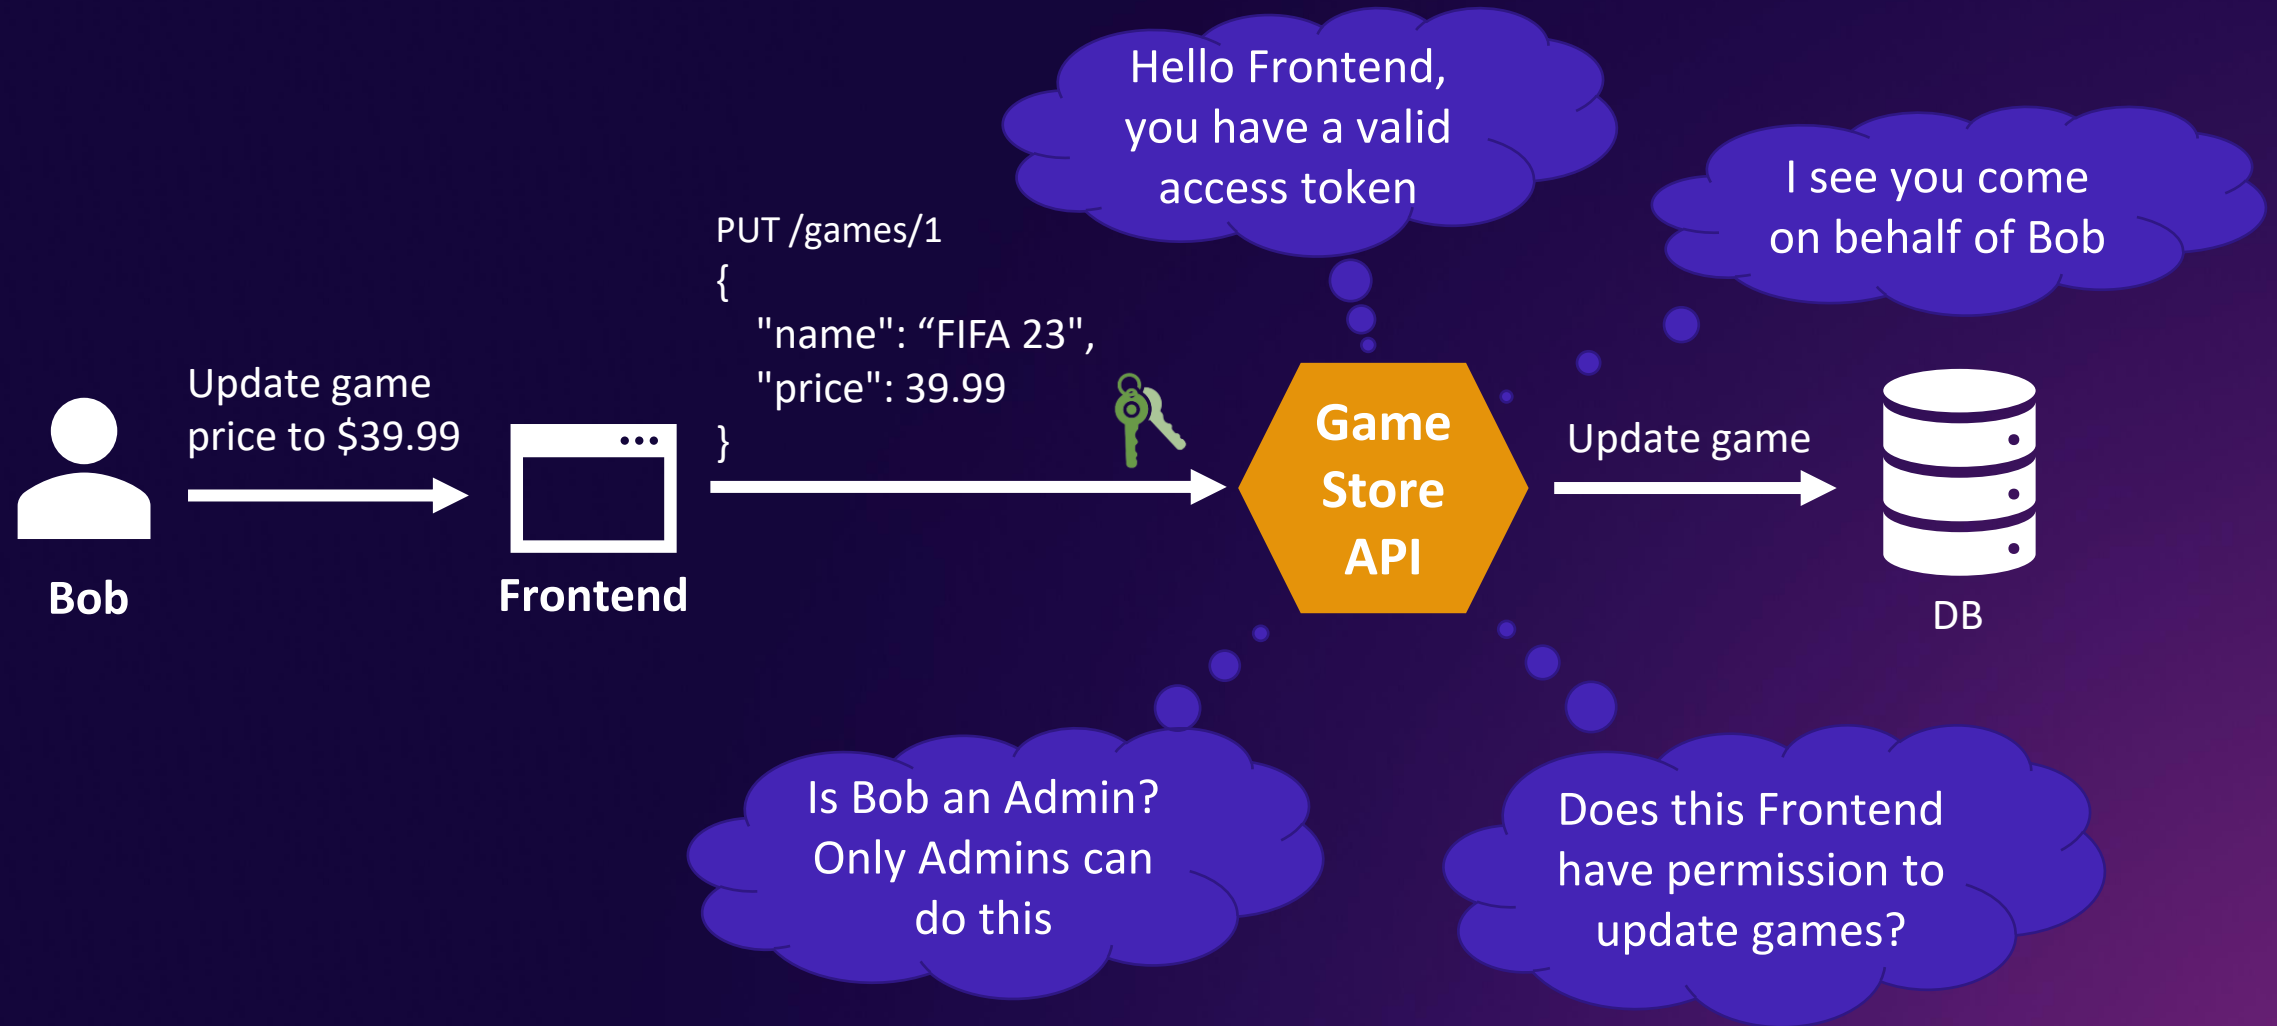 Hello Frontend,
you have a valid
access token
I see you come
on behalf of Bob
PUT /games/1
{
"name": “FIFA 23",
"price": 39.99
}
Update game
price to $39.99
Bob
Frontend
Game
Store
API
Update game
DB
Is Bob an Admin?
Only Admins can
do this
Does this Frontend
have permission to
update games?